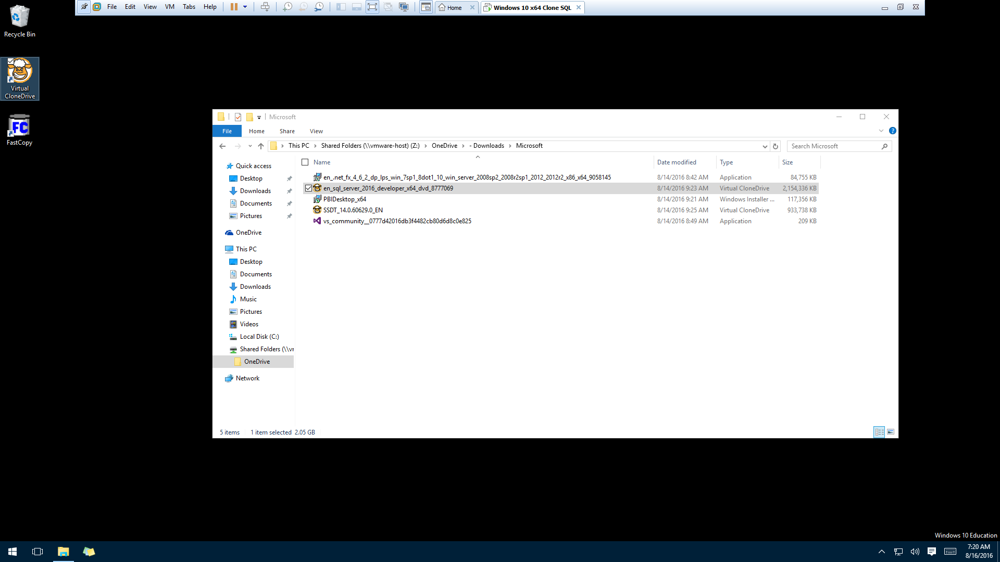 File Edit View VM Tabs Help Home Windows 10 x64 Clone SQL
Recycle Bin
Virtual
CloneDrive
FC
FastCopy
Microsoft
File Home Share View
This PC Shared Folders (\\vmware-host) (Z:) OneDrive - Downloads Microsoft
Search Microsoft
Name Date modified Type Size
en_.net_fx_4_6_2_dp_lps_win_7sp1_8dot1_10_win_server_2008sp2_2008r2sp1_2012_2012r2_x86_x64_9058145 8/14/2016 8:42 AM Application 84,755 KB
en_sql_server_2016_developer_x64_dvd_8777069 8/14/2016 9:23 AM Virtual CloneDrive 2,154,336 KB
PBIDesktop_x64 8/14/2016 9:21 AM Windows Installer ... 117,356 KB
SSDT_14.0.60629.0_EN 8/14/2016 9:25 AM Virtual CloneDrive 933,738 KB
vs_community__0777d42016db3f4482cb80d6d8c0e825 8/14/2016 8:49 AM Application 209 KB
Quick access
Desktop
Downloads
Documents
Pictures
OneDrive
This PC
Desktop
Documents
Downloads
Music
Pictures
Videos
Local Disk (C:)
Shared Folders (\\vr
OneDrive
Network
5 items 1 item selected 2.05 GB
Windows 10 Education
7:20 AM
8/16/2016